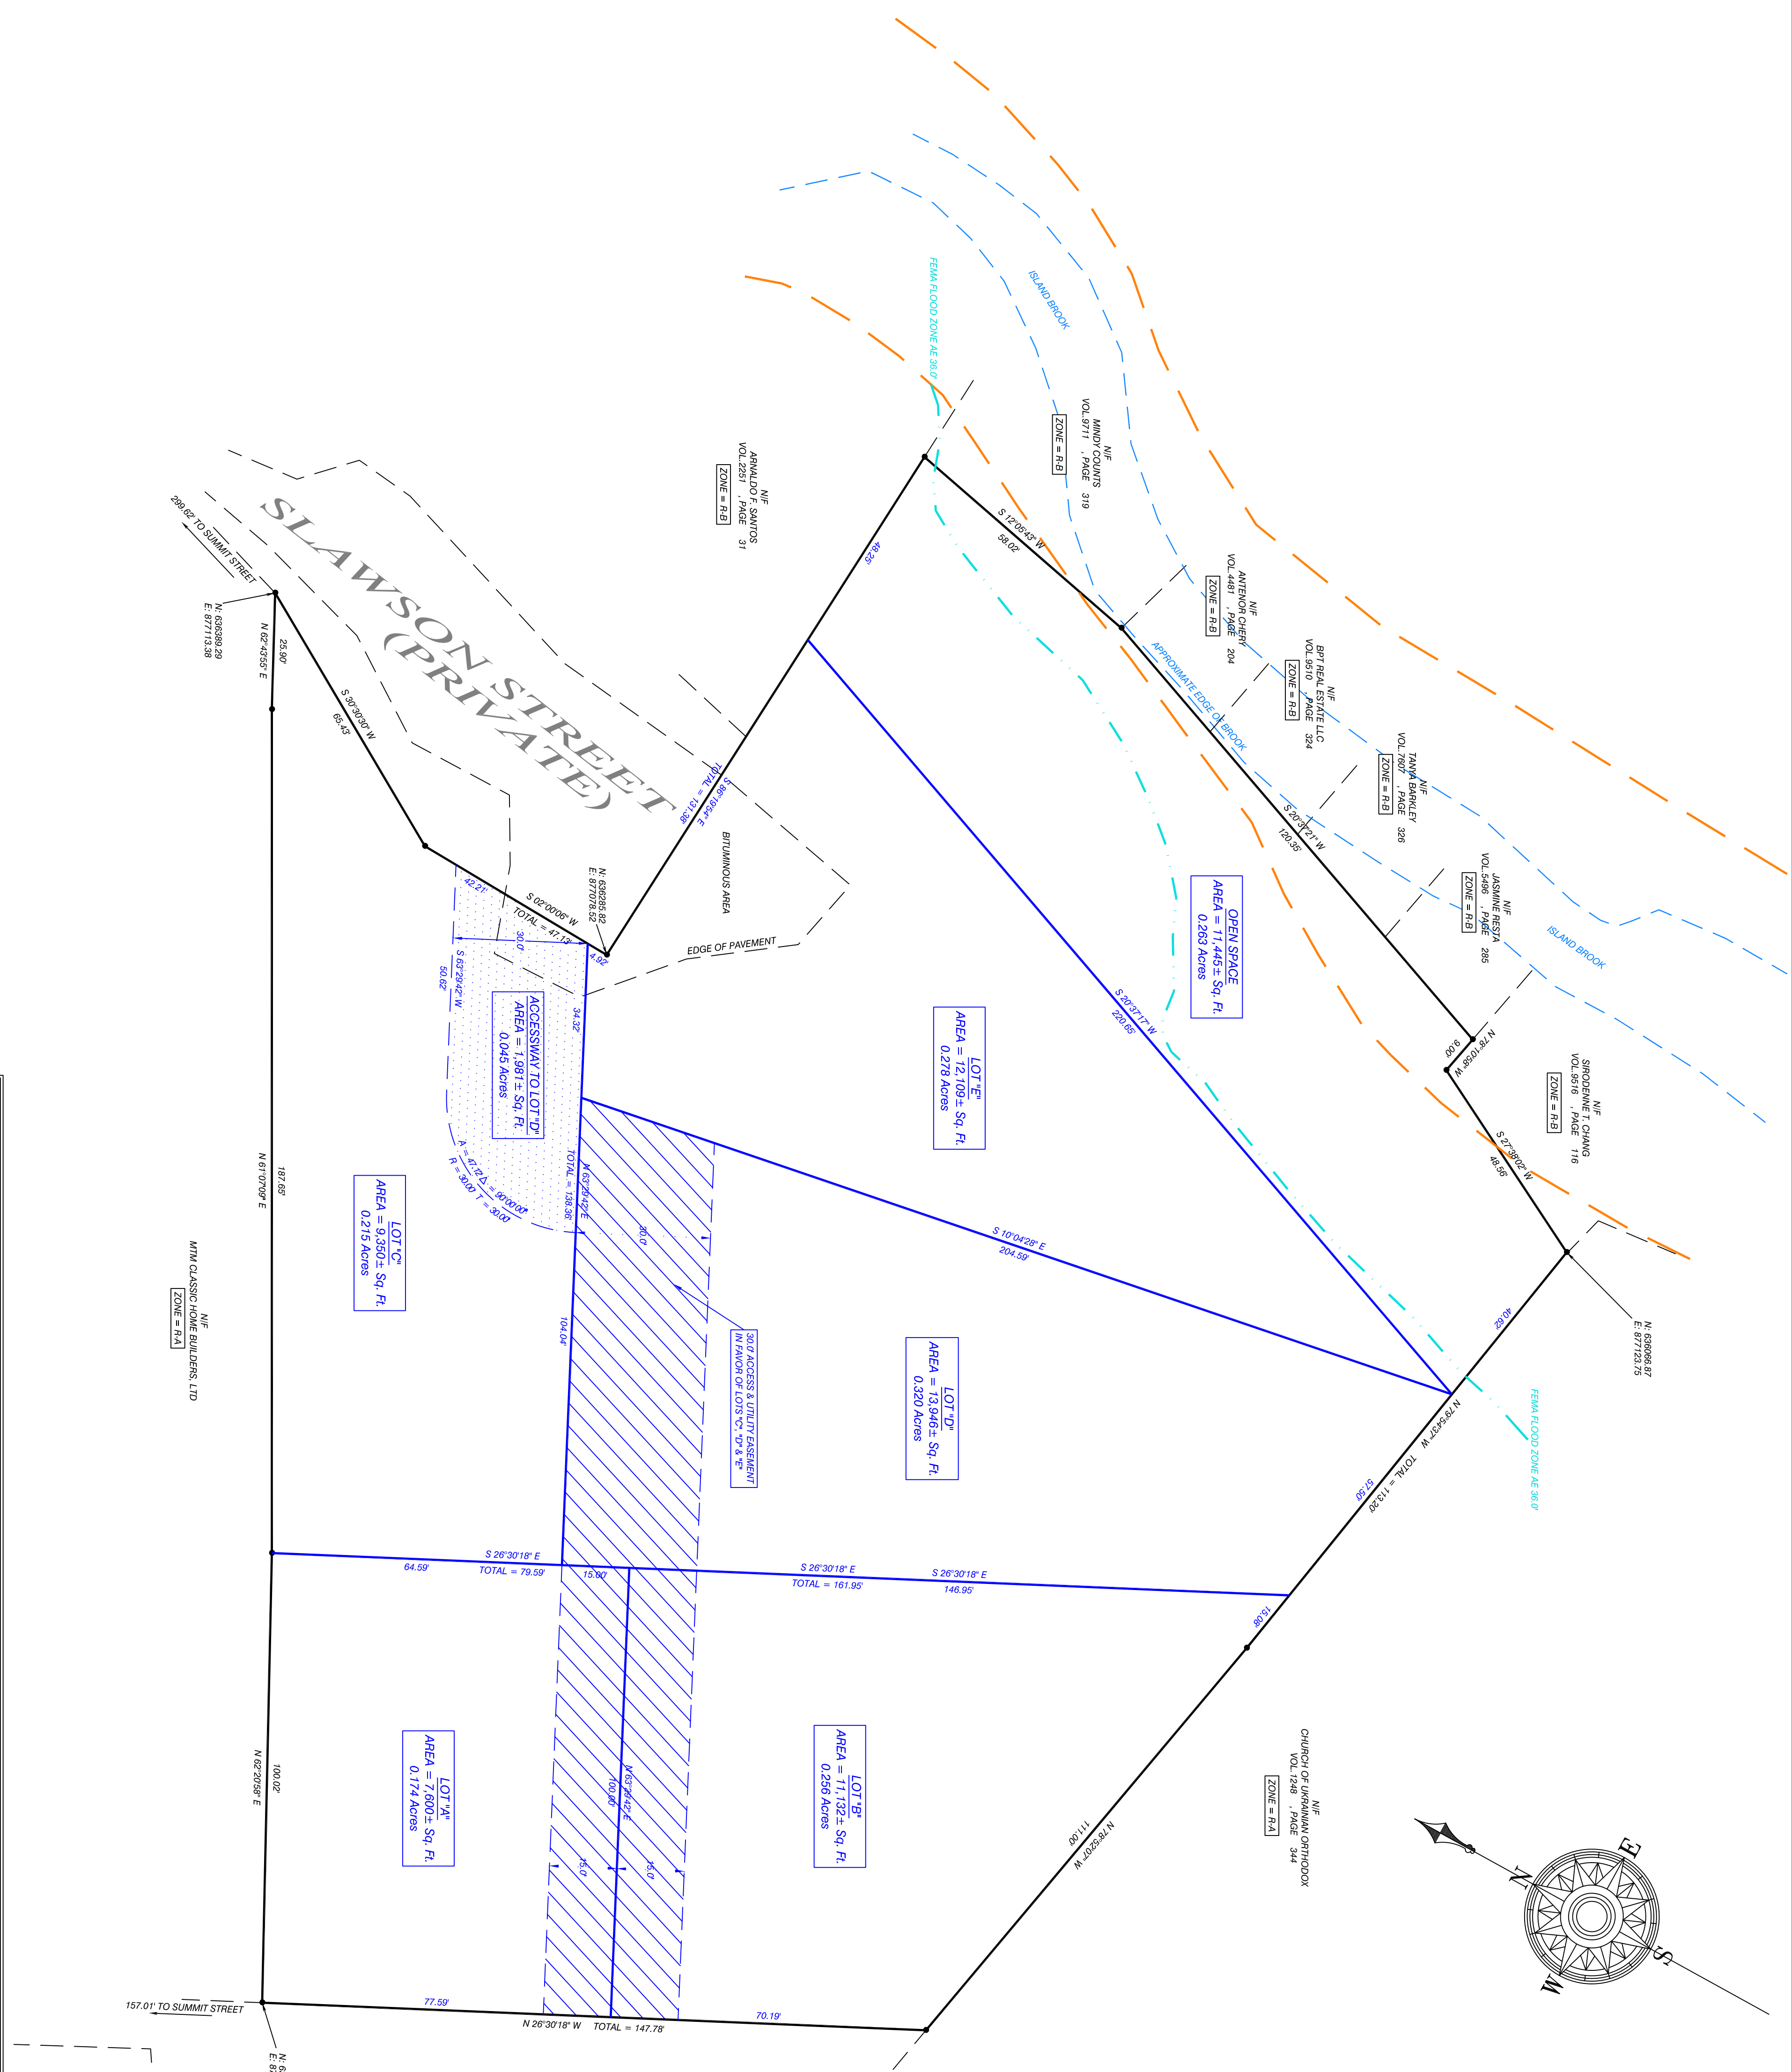 FEMA FLOOD ZONE AE 36.0'
ISLAND BROOK
N/F
MINDY COUNTS
VOL.9711 , PAGE 319
ZONE = R-B
N/F
ARNALDO F. SANTOS
VOL.2251 , PAGE 31
ZONE = R-B
S 12°05'43" W
58.02'
48.25'
N/F
ANTENOR CHERY
VOL.4481 , PAGE 204
ZONE = R-B
N/F
BPT REAL ESTATE LLC
VOL.9510 , PAGE 324
ZONE = R-B
N/F
TANYA BARKLEY
VOL.7607 , PAGE 326
ZONE = R-B
N/F
JASMINE RESTA
VOL.5496 , PAGE 285
ZONE = R-B
APPROXIMATE EDGE OF BROOK
S 20°37'21" W
120.35'
ISLAND BROOK
N 78°10'58" W
9.00'
N/F
SIRODENNE T. CHANG
VOL.9516 , PAGE 116
ZONE = R-B
S 27°38'02" W
48.56'
N: 636066.87
E: 877123.75
299.62' TO SUMMIT STREET
N: 636389.29
E: 877113.38
SLAWSON STREET
(PRIVATE)
25.90'
N 62°43'55" E
S 30°30'30" W
65.43'
S 86°19'54" E
TOTAL = 131.38'
BITUMINOUS AREA
EDGE OF PAVEMENT
N: 636285.82
E: 877078.52
S 02°00'06" W
TOTAL = 47.13'
42.21'
4.92'
30.0'
S 63°29'42" W
50.62'
34.32'
ACCESSWAY TO LOT "D"
AREA = 1,981± Sq. Ft.
0.045 Acres
A = 47.12' Δ = 90°00'00"
R = 30.00' T = 30.00'
N 63°29'42" E
TOTAL = 138.36'
30.0'
104.04'
OPEN SPACE
AREA = 11,445± Sq. Ft.
0.263 Acres
S 20°37'17" W
220.65'
LOT "E"
AREA = 12,109± Sq. Ft.
0.278 Acres
S 10°04'28" E
204.59'
LOT "D"
AREA = 13,946± Sq. Ft.
0.320 Acres
30.0' ACCESS & UTILITY EASEMENT
IN FAVOR OF LOTS "C", "D" & "E"
LOT "C"
AREA = 9,350± Sq. Ft.
0.215 Acres
187.65'
N 61°07'09" E
N/F
MTM CLASSIC HOME BUILDERS, LTD
ZONE = R-A
40.62'
N 79°54'37" W TOTAL = 113.20'
57.50'
15.08'
FEMA FLOOD ZONE AE 36.0'
S 26°30'18" E
64.59'
TOTAL = 79.59'
15.00'
S 26°30'18" E
TOTAL = 161.95'
S 26°30'18" E
146.95'
LOT "A"
AREA = 7,600± Sq. Ft.
0.174 Acres
N 63°29'42" E
100.00'
15.0'
15.0'
LOT "B"
AREA = 11,132± Sq. Ft.
0.256 Acres
N 78°52'07" W
111.00'
N/F
CHURCH OF UKRAINIAN ORTHODOX
VOL.1248 , PAGE 344
ZONE = R-A
100.02'
N 62°20'58" E
77.59'
N 26°30'18" W TOTAL = 147.78'
70.19'
157.01' TO SUMMIT STREET
N
E
S
W